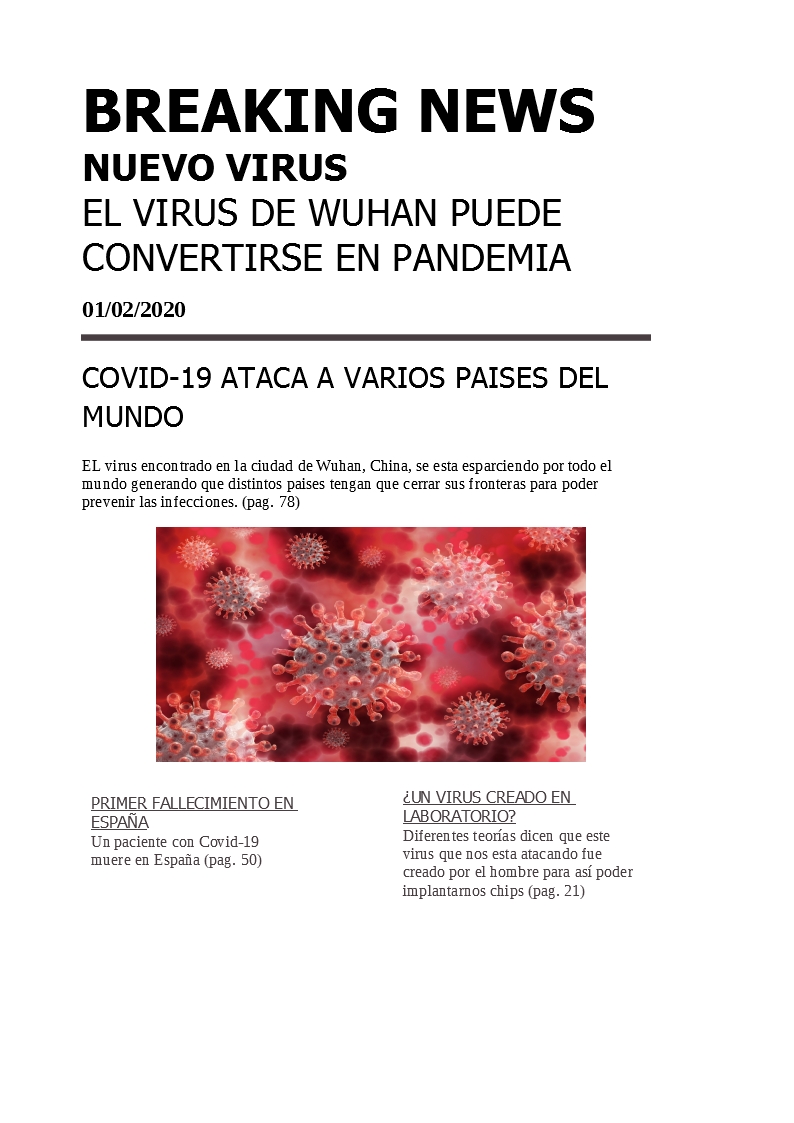 BREAKING NEWS
NUEVO VIRUS
EL VIRUS DE WUHAN PUEDE
CONVERTIRSE EN PANDEMIA
01/02/2020
COVID-19 ATACA A VARIOS PAISES DEL
MUNDO
EL virus encontrado en la ciudad de Wuhan, China, se esta esparciendo por todo el
mundo generando que distintos paises tengan que cerrar sus fronteras para poder
prevenir las infecciones. (pag. 78)
PRIMER FALLECIMIENTO EN
ESPAÑA
Un paciente con Covid-19
muere en España (pag. 50)
¿UN VIRUS CREADO EN
LABORATORIO?
Diferentes teorías dicen que este
virus que nos esta atacando fue
creado por el hombre para así poder
implantarnos chips (pag. 21)